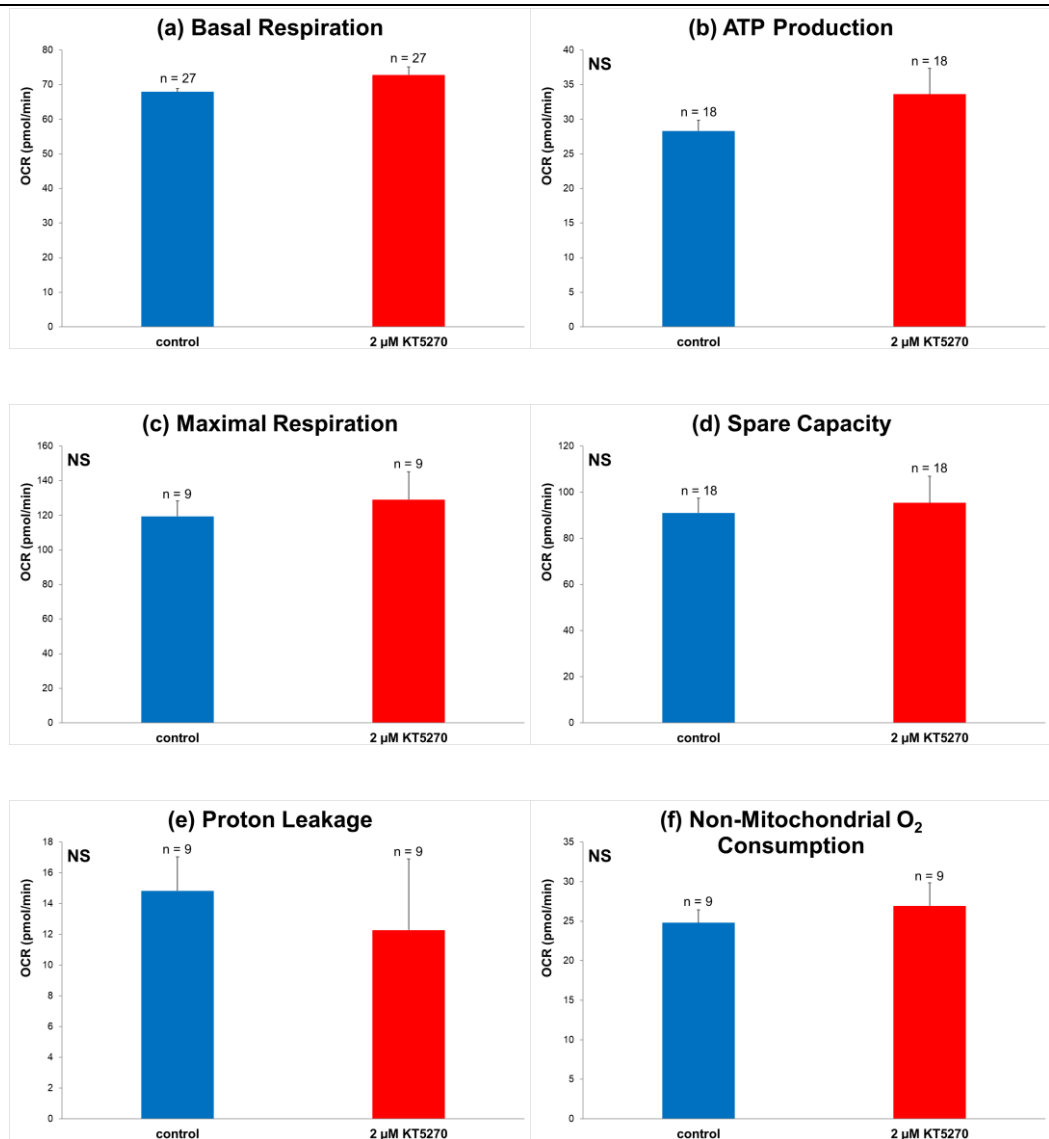 (a) Basal Respiration
80
70
60
50
40
30
20
10
0
OCR (pmol/min)
n = 27
n = 27
control
2 µM KT5270
(b) ATP Production
NS
40
35
30
25
20
15
10
5
0
OCR (pmol/min)
n = 18
n = 18
control
2 µM KT5270
(c) Maximal Respiration
NS
160
140
120
100
80
60
40
20
0
OCR (pmol/min)
n = 9
n = 9
control
2 µM KT5270
(d) Spare Capacity
NS
120
100
80
60
40
20
0
OCR (pmol/min)
n = 18
n = 18
control
2 µM KT5270
(e) Proton Leakage
NS
18
16
14
12
10
8
6
4
2
0
OCR (pmol/min)
n = 9
n = 9
control
2 µM KT5270
(f) Non-Mitochondrial O₂
Consumption
NS
35
30
25
20
15
10
5
0
OCR (pmol/min)
n = 9
n = 9
control
2 µM KT5270